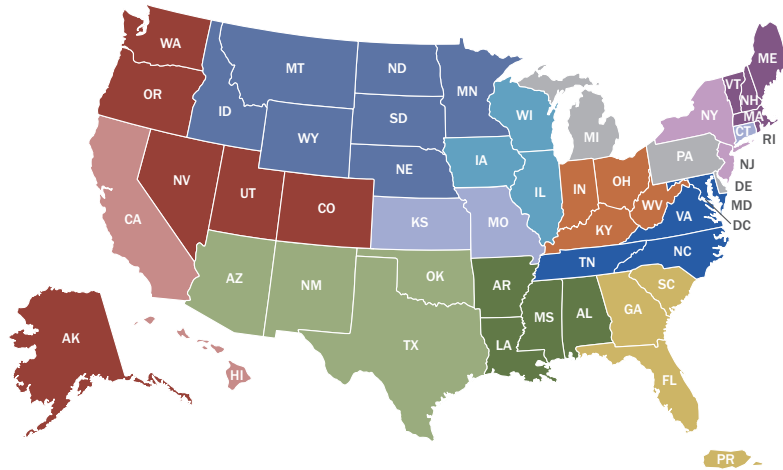 WA
MT
ND
MN
OR
ID
SD
WY
WI
MI
VT
ME
NH
NY
MA
CT
RI
NV
UT
CO
NE
IA
IL
IN
OH
PA
NJ
DE
MD
DC
CA
KS
MO
KY
WV
VA
AZ
NM
OK
AR
TN
NC
SC
TX
LA
MS
AL
GA
FL
AK
HI
PR